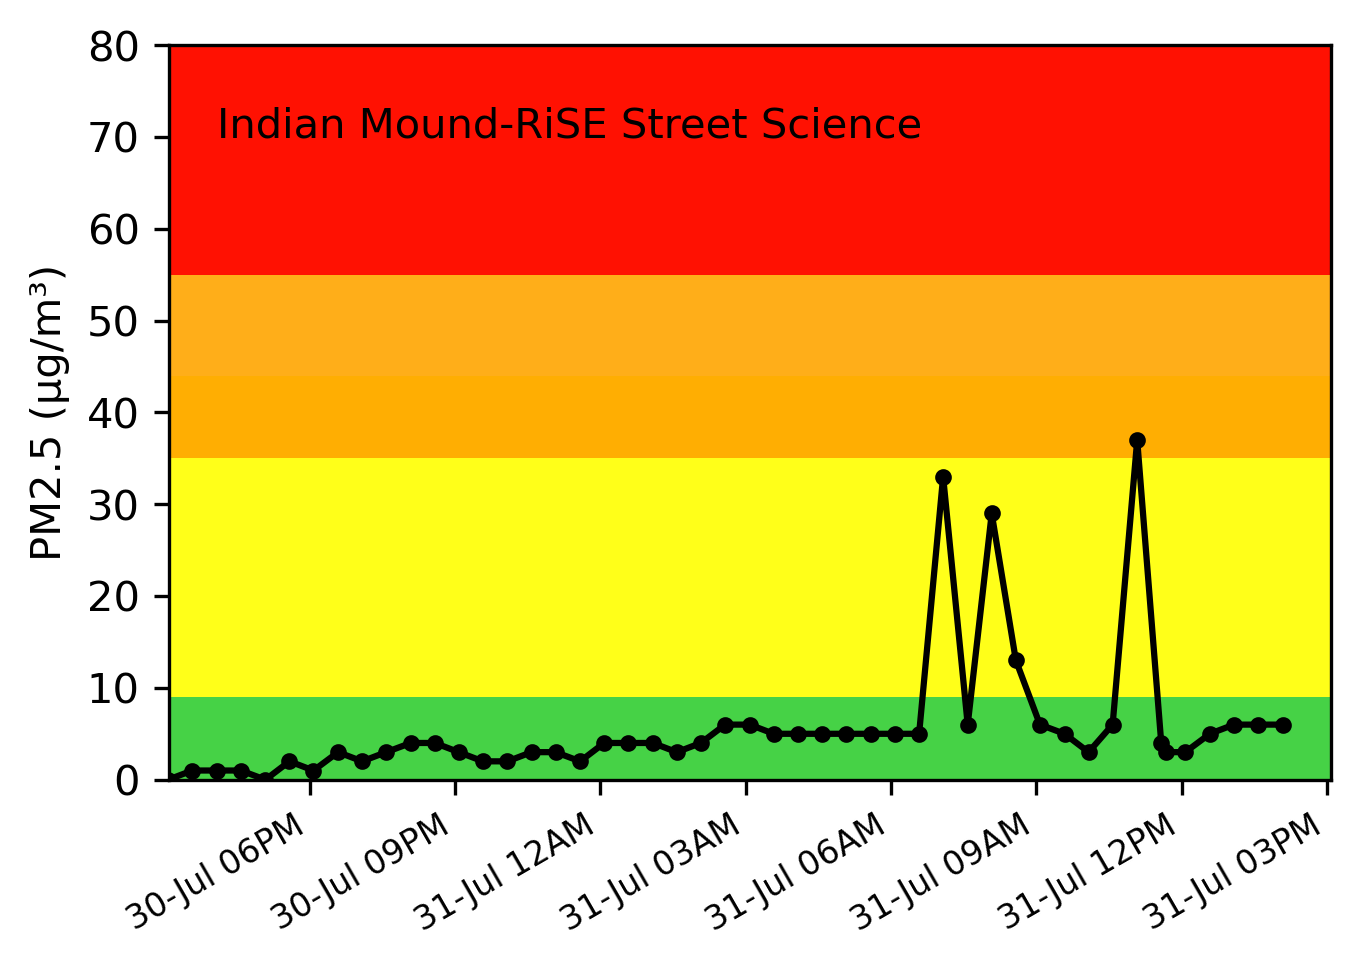 80
Indian Mound-RiSE Street Science
70
60
50
40
30
20
10
0
PM2.5 (µg/m³)
30-Jul 06PM
30-Jul 09PM
31-Jul 12AM
31-Jul 03AM
31-Jul 06AM
31-Jul 09AM
31-Jul 12PM
31-Jul 03PM